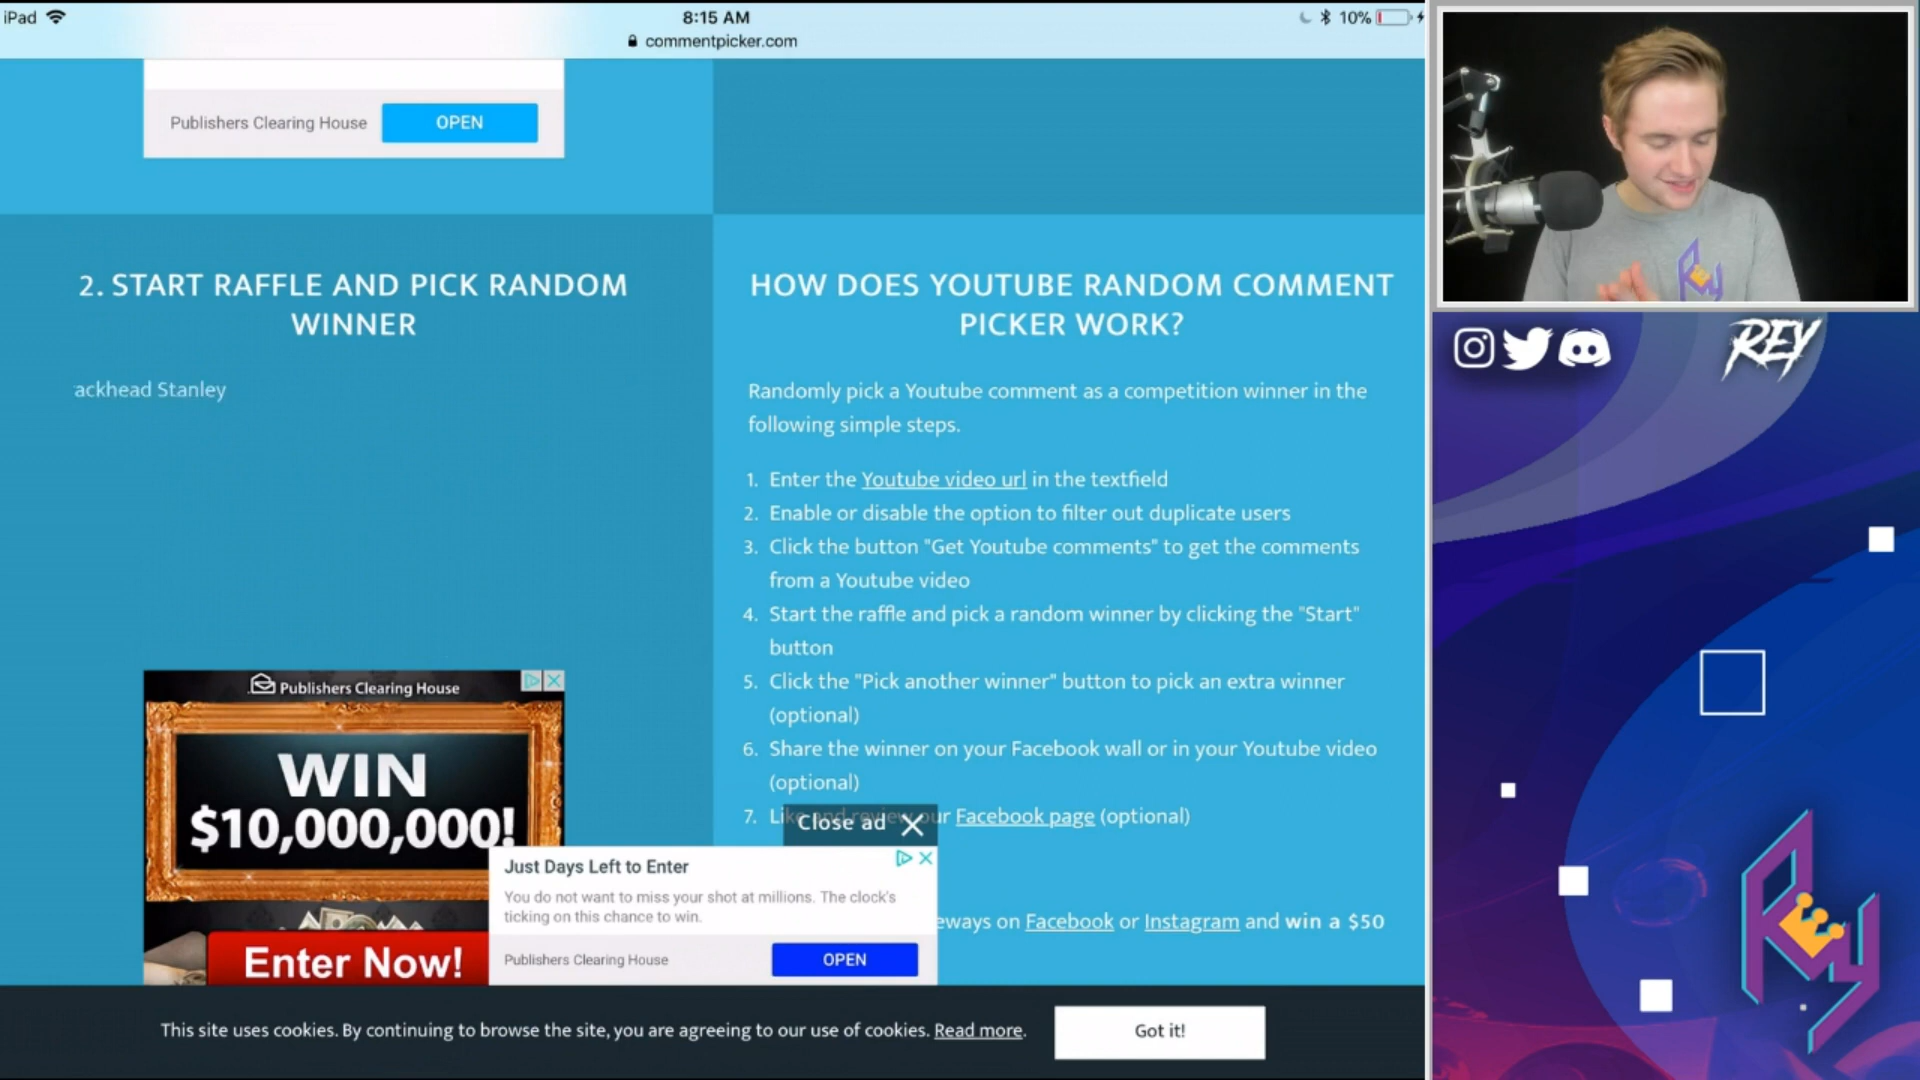 iPad
8:15 AM
10%
commentpicker.com
Publishers Clearing House
OPEN
2. START RAFFLE AND PICK RANDOM
WINNER
ackhead Stanley
HOW DOES YOUTUBE RANDOM COMMENT
PICKER WORK?
Randomly pick a Youtube comment as a competition winner in the
following simple steps.
1. Enter the Youtube video url in the textfield
2. Enable or disable the option to filter out duplicate users
3. Click the button "Get Youtube comments" to get the comments
from a Youtube video
4. Start the raffle and pick a random winner by clicking the "Start"
button
5. Click the "Pick another winner" button to pick an extra winner
(optional)
6. Share the winner on your Facebook wall or in your Youtube video
(optional)
7. Like and review our Facebook page (optional)
eways on Facebook or Instagram and win a $50
Publishers Clearing House
WIN
$10,000,000!
Enter Now!
Close ad
Just Days Left to Enter
You do not want to miss your shot at millions. The clock's
ticking on this chance to win.
Publishers Clearing House
OPEN
This site uses cookies. By continuing to browse the site, you are agreeing to our use of cookies. Read more.
Got it!
REY
Rey
Rey